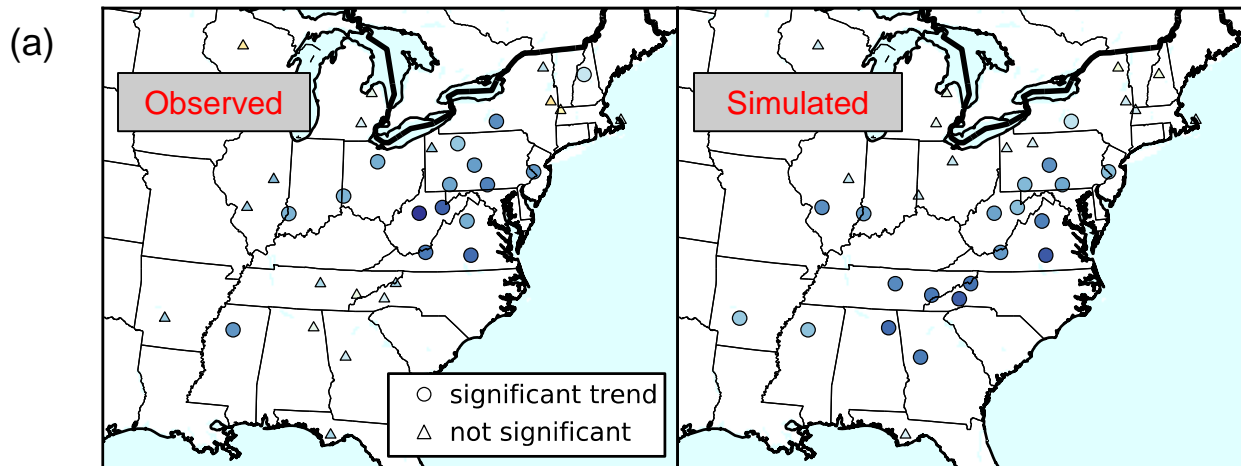 (a)
Observed
Simulated
significant trend
not significant